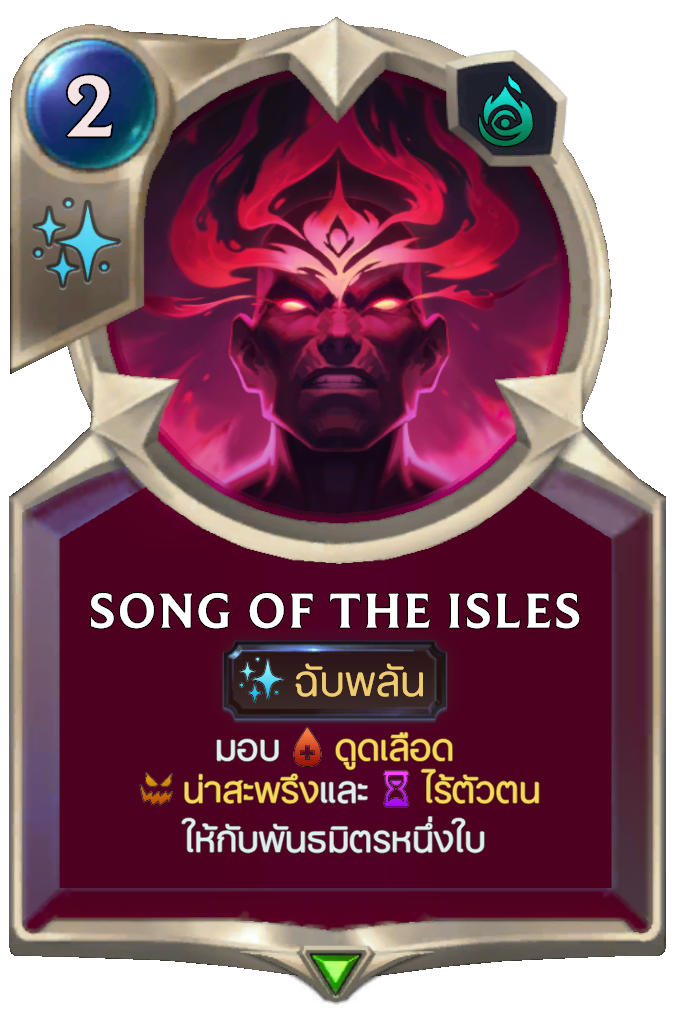 2
SONG OF THE ISLES
ฉับพลัน
มอบ ดูดเลือด
น่าสะพรึงและ ไร้ตัวตน
ให้กับพันธมิตรหนึ่งใบ